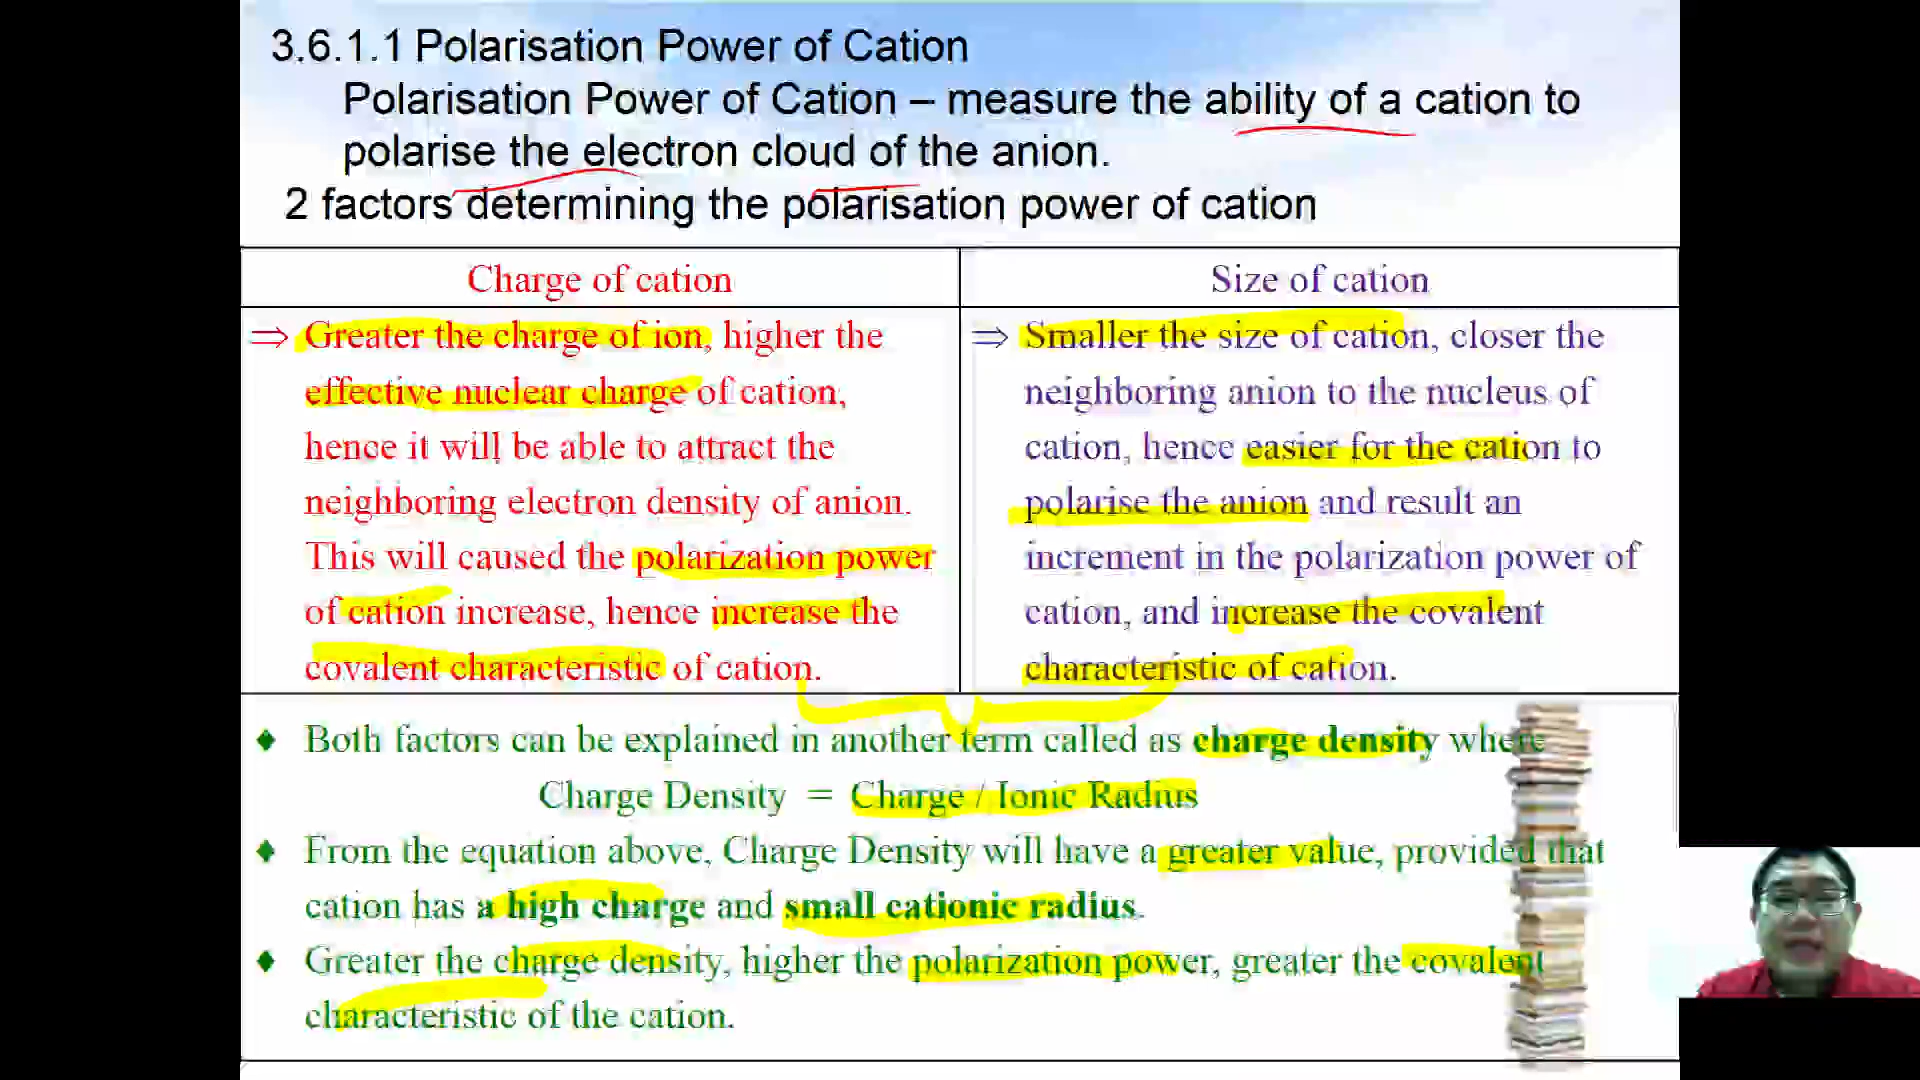 3.6.1.1 Polarisation Power of Cation
Polarisation Power of Cation – measure the ability of a cation to
polarise the electron cloud of the anion.
2 factors determining the polarisation power of cation
Charge of cation
⇒ Greater the charge of ion, higher the
effective nuclear charge of cation,
hence it will be able to attract the
neighboring electron density of anion.
This will caused the polarization power
of cation increase, hence increase the
covalent characteristic of cation.
Size of cation
⇒ Smaller the size of cation, closer the
neighboring anion to the nucleus of
cation, hence easier for the cation to
polarise the anion and result an
increment in the polarization power of
cation, and increase the covalent
characteristic of cation.
♦ Both factors can be explained in another term called as charge density where
Charge Density = Charge / Ionic Radius
♦ From the equation above, Charge Density will have a greater value, provided that
cation has a high charge and small cationic radius.
♦ Greater the charge density, higher the polarization power, greater the covalent
characteristic of the cation.